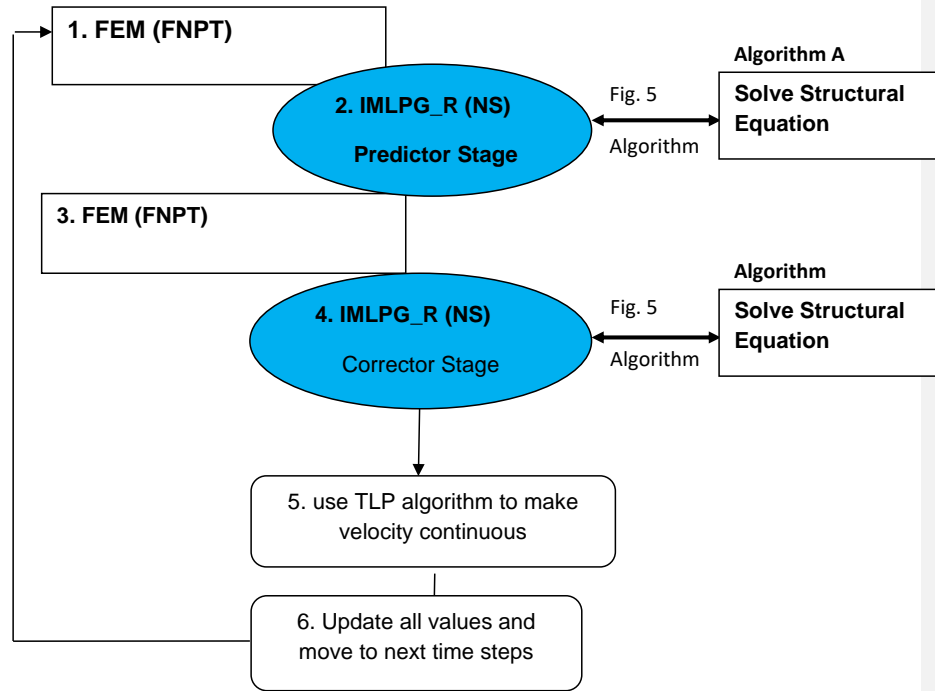 1. FEM (FNPT)
Algorithm A
2. IMLPG_R (NS)
Predictor Stage
Fig. 5
Algorithm
Solve Structural
Equation
3. FEM (FNPT)
Algorithm
4. IMLPG_R (NS)
Corrector Stage
Fig. 5
Algorithm
Solve Structural
Equation
5. use TLP algorithm to make
velocity continuous
6. Update all values and
move to next time steps